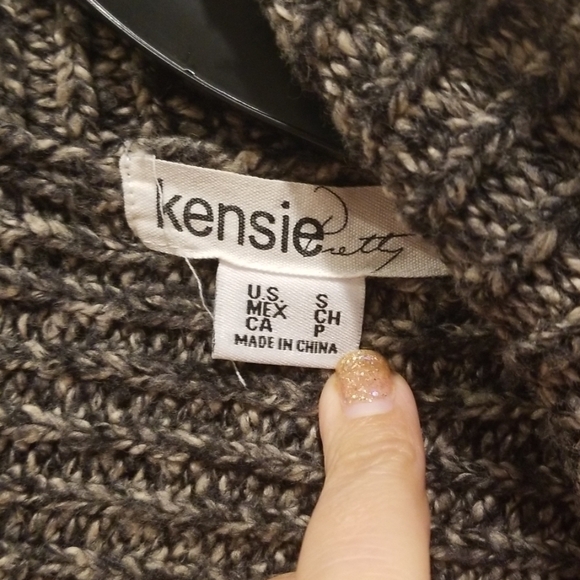 kensie Pretty
U.S. S
MEX CH
CA P
MADE IN CHINA